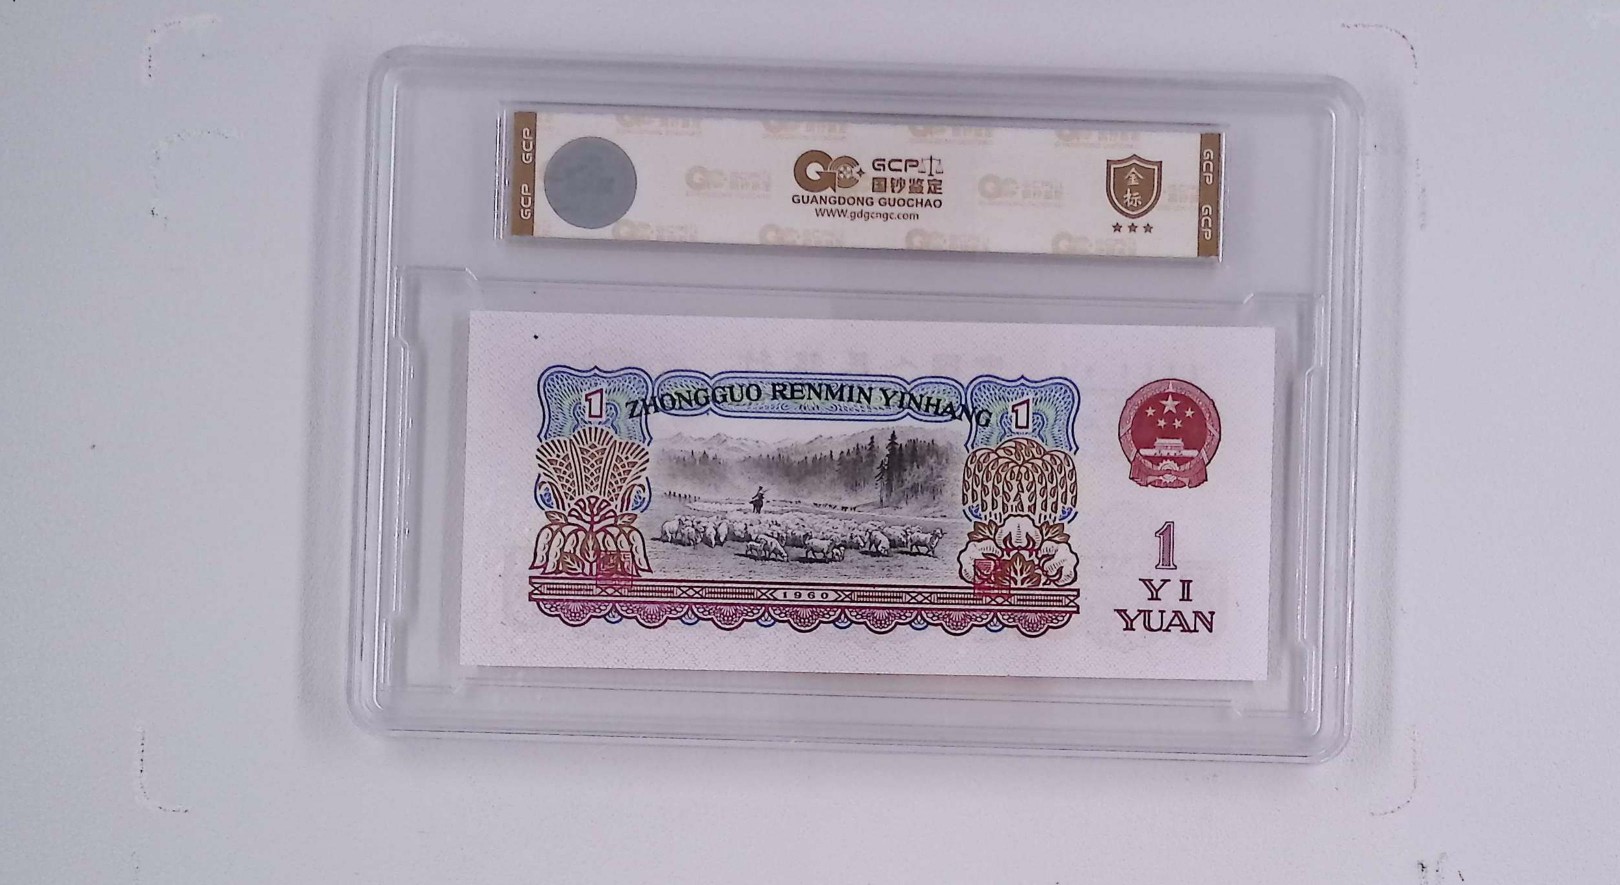 GCP GCP
GCP
国钞鉴定
GUANGDONG GUOCHAO
WWW.gdgcngc.com
金标
GCP GCP
ZHONGGUO RENMIN YINHANG
1
1
1960
1
YI
YUAN